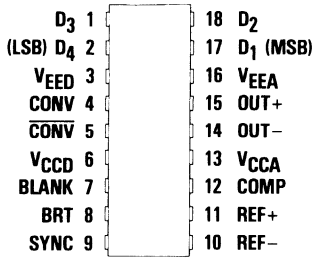 D3 1 18 D2
(LSB) D4 2 17 D1 (MSB)
VEED 3 16 VEEA
CONV 4 15 OUT+
CONV 5 14 OUT−
VCCD 6 13 VCCA
BLANK 7 12 COMP
BRT 8 11 REF+
SYNC 9 10 REF−